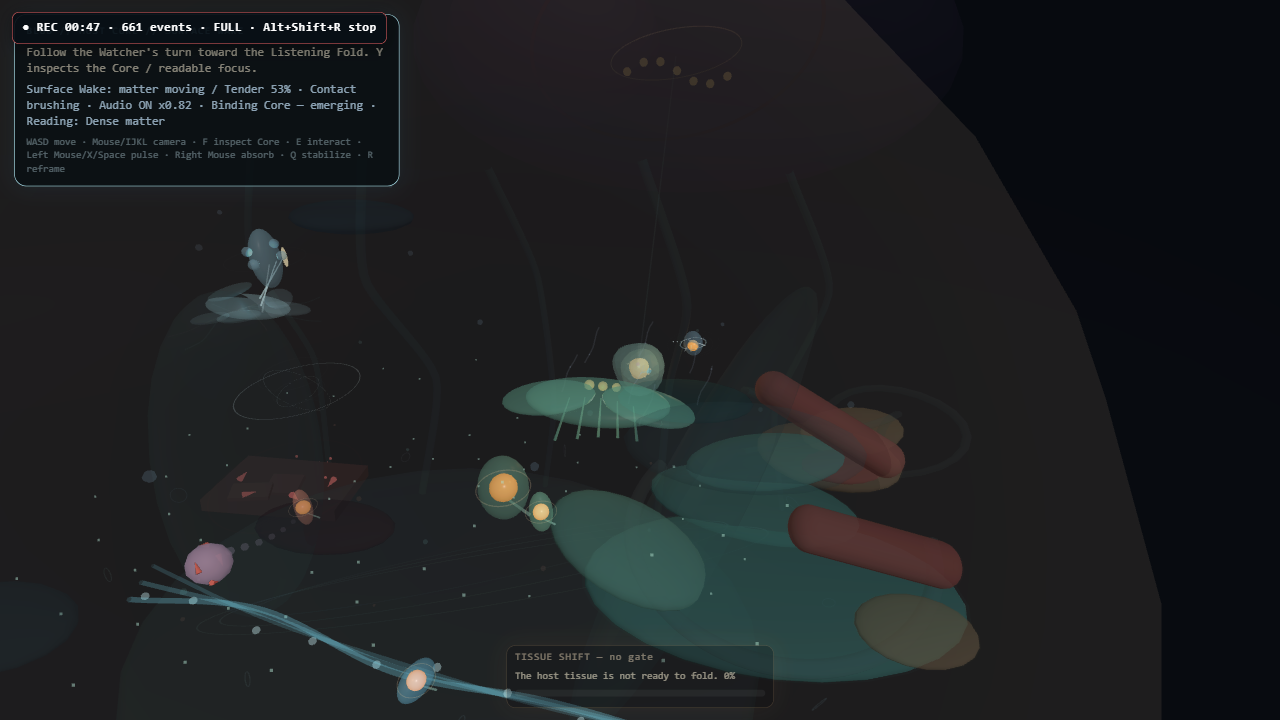 ● REC 00:47 · 661 events · FULL · Alt+Shift+R stop
Follow the Watcher's turn toward the Listening Fold. Y
inspects the Core / readable focus.
Surface Wake: matter moving / Tender 53% · Contact
brushing · Audio ON x0.82 · Binding Core — emerging ·
Reading: Dense matter
WASD move · Mouse/IJKL camera · F inspect Core · E interact ·
Left Mouse/X/Space pulse · Right Mouse absorb · Q stabilize · R
reframe
TISSUE SHIFT — no gate
The host tissue is not ready to fold. 0%